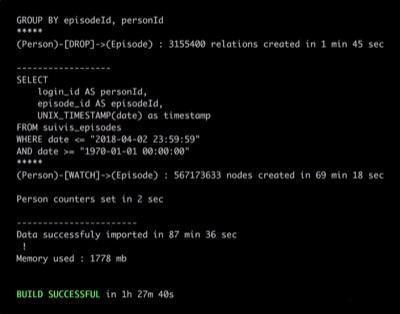 GROUP BY episodeId, personId
*****
(Person)-[DROP]->(Episode) : 3155400 relations created in 1 min 45 sec
------------------
SELECT
login_id AS personId,
episode_id AS episodeId,
UNIX_TIMESTAMP(date) as timestamp
FROM suivis_episodes
WHERE date <= "2018-04-02 23:59:59"
AND date >= "1970-01-01 00:00:00"
*****
(Person)-[WATCH]->(Episode) : 567173633 nodes created in 69 min 18 sec
Person counters set in 2 sec
-----------------------
Data successfuly imported in 87 min 36 sec
!
Memory used : 1778 mb
BUILD SUCCESSFUL in 1h 27m 40s